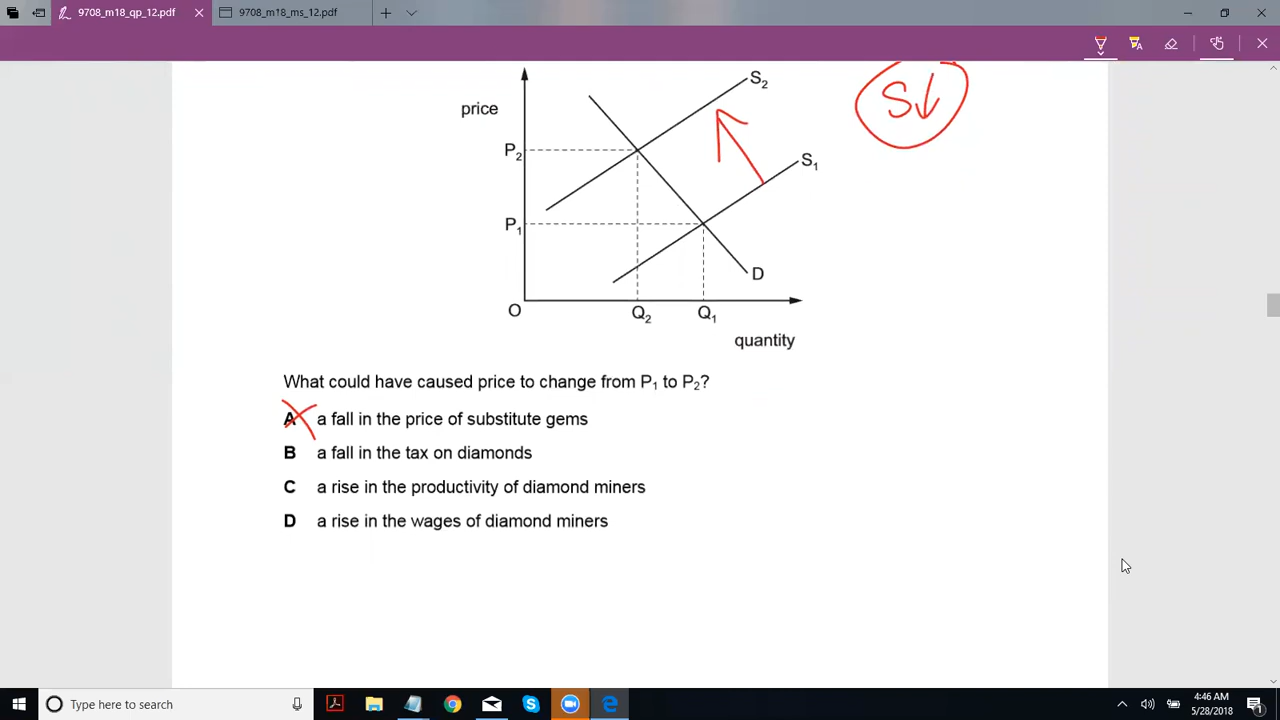 9708_m18_qp_12.pdf
9708_m18_ms_12.pdf
S↓
price
S2
P2
S1
P1
D
O
Q2
Q1
quantity
What could have caused price to change from P1 to P2?
A a fall in the price of substitute gems
B a fall in the tax on diamonds
C a rise in the productivity of diamond miners
D a rise in the wages of diamond miners
Type here to search
4:46 AM
5/28/2018